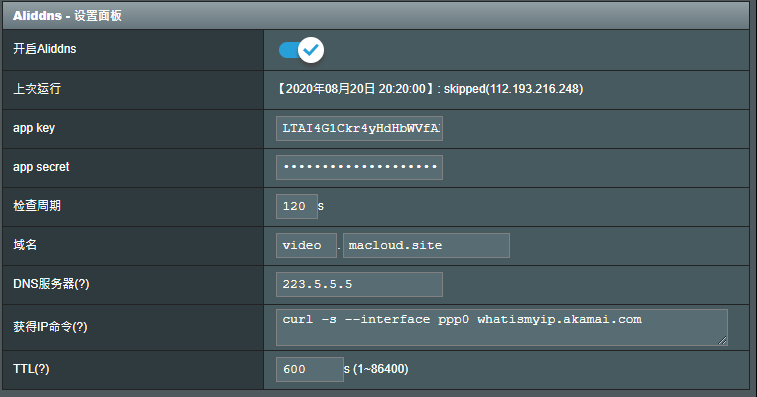 Aliddns - 设置面板
开启Aliddns
上次运行 【2020年08月20日 20:20:00】: skipped(112.193.216.248)
app key LTAI4G1Ckr4yHdHbWVfA
app secret ••••••••••••••••••••
检查周期 120 s
域名 video . macloud.site
DNS服务器(?) 223.5.5.5
获得IP命令(?) curl -s --interface ppp0 whatismyip.akamai.com
TTL(?) 600 s (1~86400)